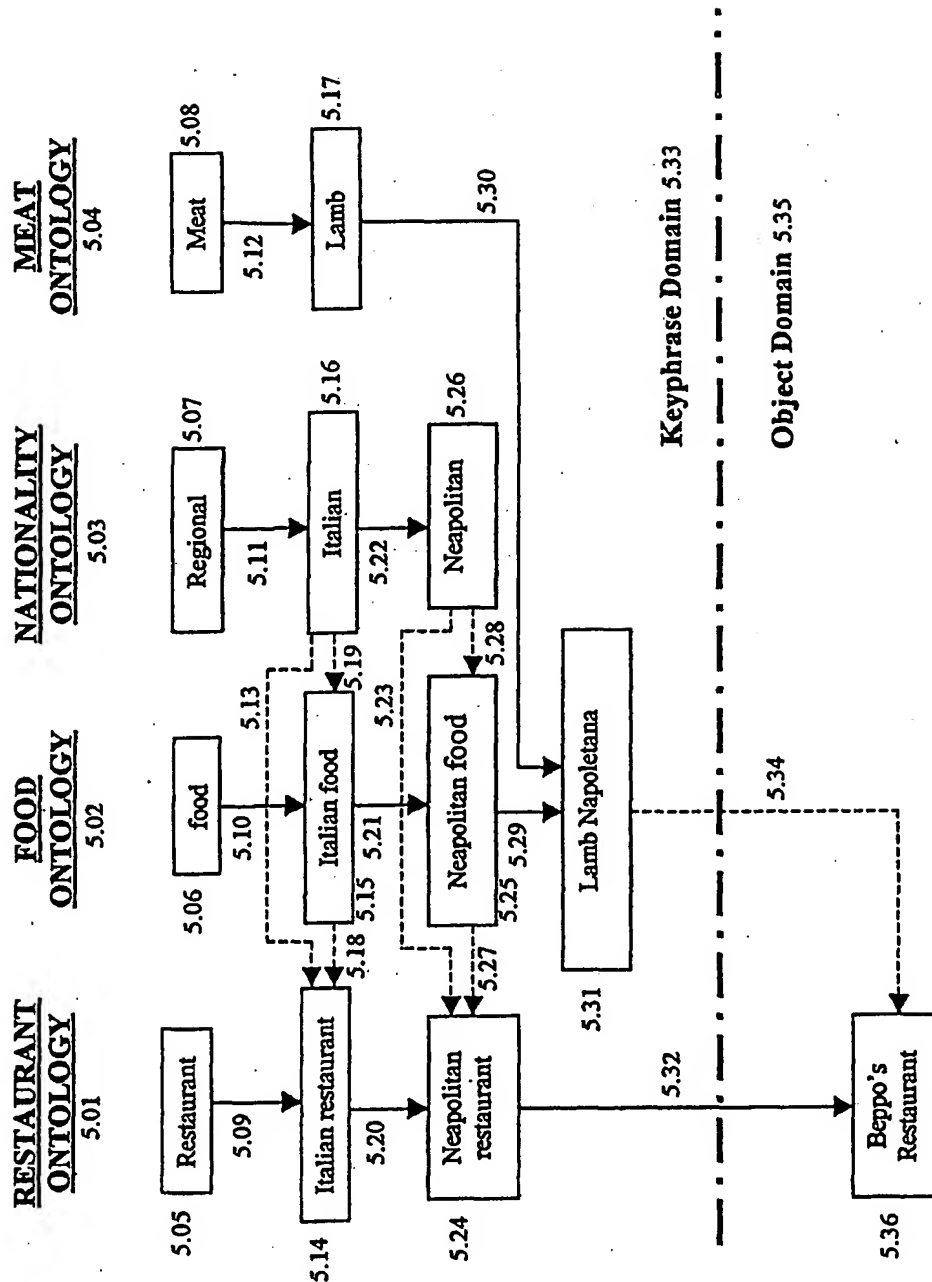 RESTAURANT
ONTOLOGY
5.01
FOOD
ONTOLOGY
5.02
NATIONALITY
ONTOLOGY
5.03
MEAT
ONTOLOGY
5.04
5.05
Restaurant
5.06
food
Regional
5.07
Meat
5.08
5.09
5.10
5.11
5.12
5.13
5.14
Italian restaurant
5.18
Italian food
5.15
5.19
Italian
5.16
Lamb
5.17
5.20
5.21
5.22
5.23
5.24
Neapolitan
restaurant
5.27
Neapolitan food
5.25
5.28
Neapolitan
5.26
5.29
5.30
5.31
Lamb Napoletana
5.32
Keyphrase Domain 5.33
5.34
Object Domain 5.35
5.36
Beppo's
Restaurant